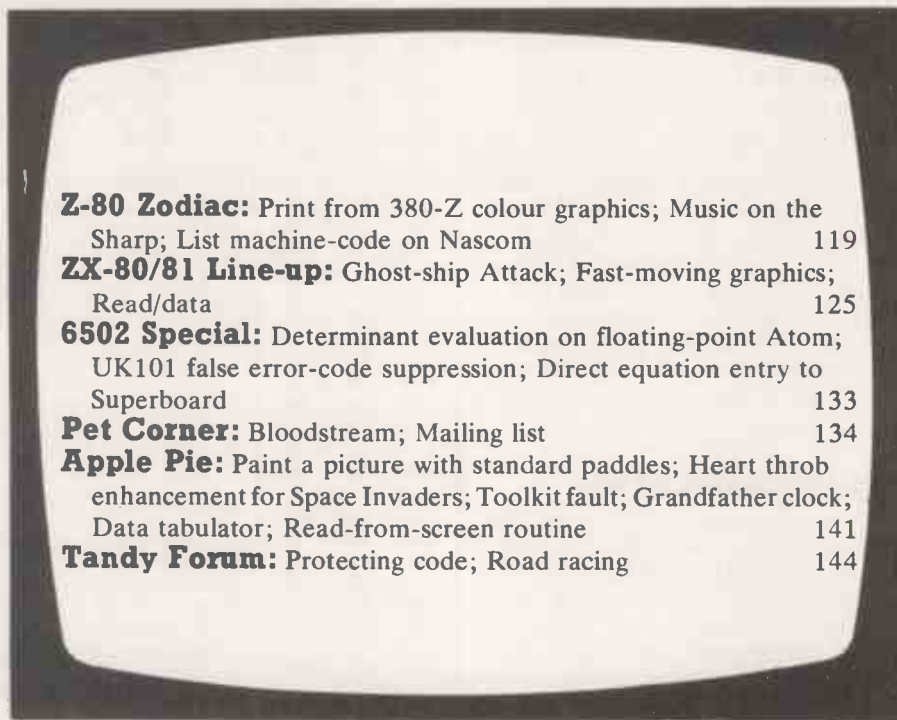 Z-80 Zodiac: Print from 380-Z colour graphics; Music on the
Sharp; List machine-code on Nascom 119
ZX-80/81 Line-up: Ghost-ship Attack; Fast-moving graphics;
Read/data 125
6502 Special: Determinant evaluation on floating-point Atom;
UK101 false error-code suppression; Direct equation entry to
Superboard 133
Pet Corner: Bloodstream; Mailing list 134
Apple Pie: Paint a picture with standard paddles; Heart throb
enhancement for Space Invaders; Toolkit fault; Grandfather clock;
Data tabulator; Read-from-screen routine 141
Tandy Forum: Protecting code; Road racing 144